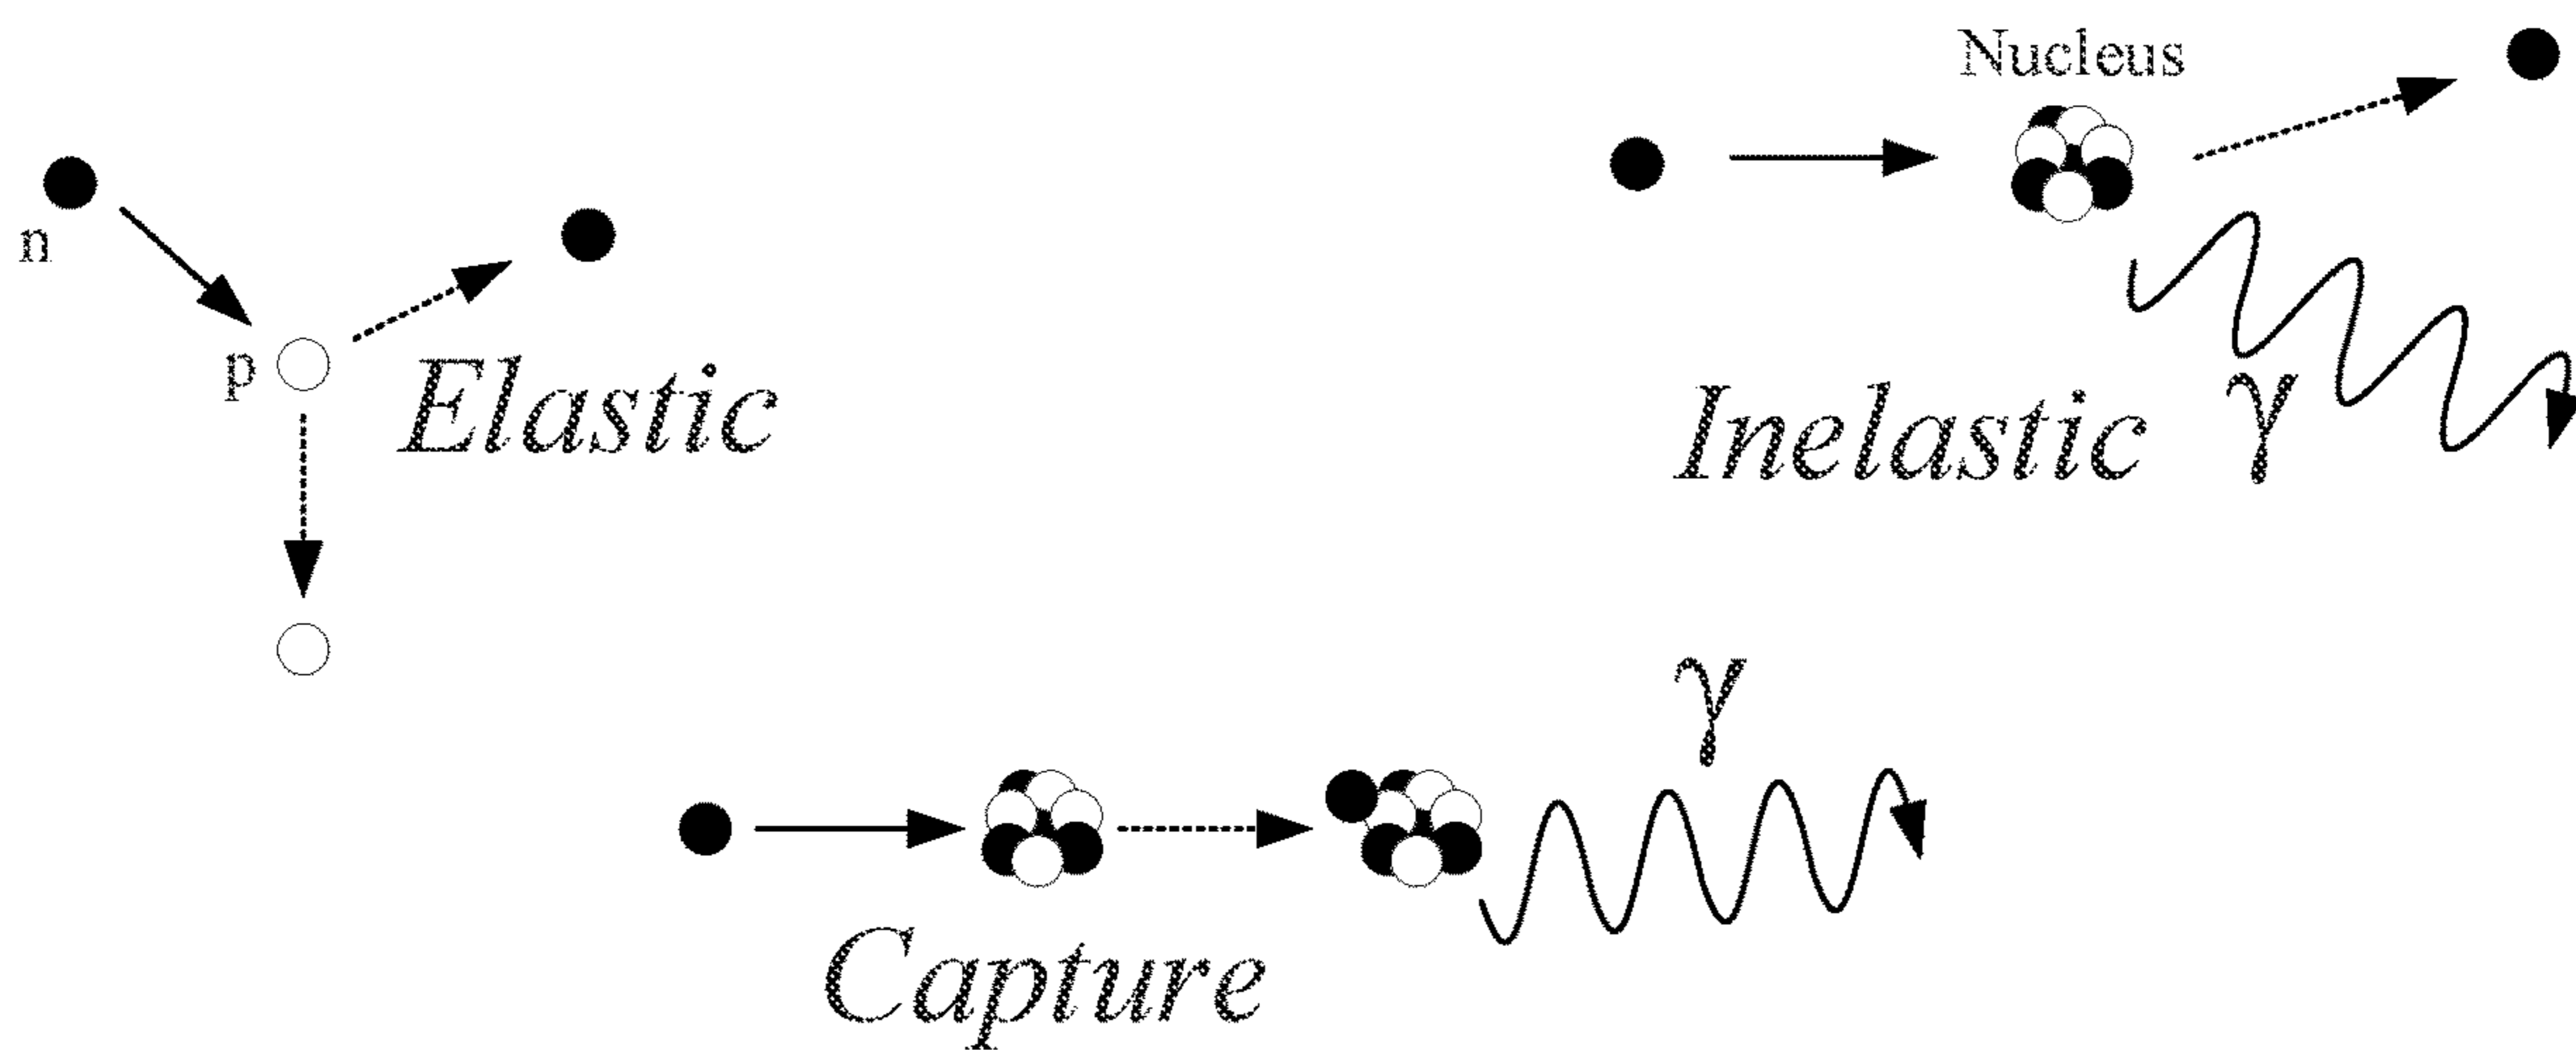 Nucleus
n
p
Elastic
Inelastic
γ
γ
Capture